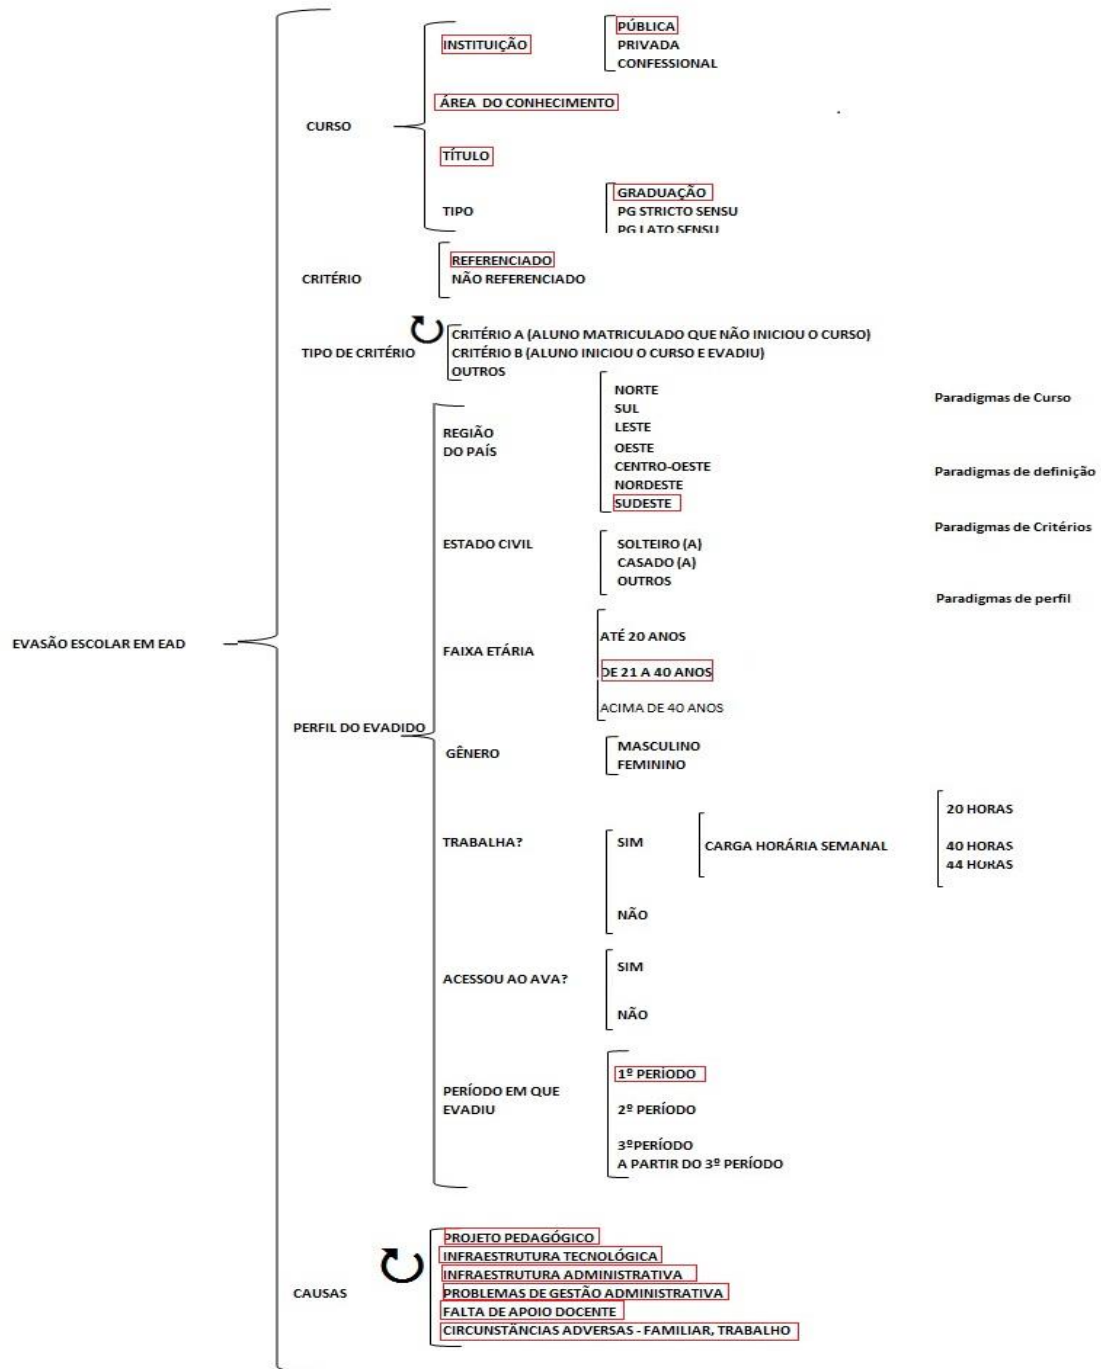 PÚBLICA
INSTITUIÇÃO
PRIVADA
CONFESSIONAL
ÁREA DO CONHECIMENTO
CURSO
TÍTULO
GRADUAÇÃO
TIPO
PG STRICTO SENSU
PG LATO SENSU
REFERENCIADO
CRITÉRIO
NÃO REFERENCIADO
CRITÉRIO A (ALUNO MATRICULADO QUE NÃO INICIOU O CURSO)
TIPO DE CRITÉRIO
CRITÉRIO B (ALUNO INICIOU O CURSO E EVADIU)
OUTROS
REGIÃO
DO PAÍS
NORTE
SUL
LESTE
OESTE
CENTRO-OESTE
NORDESTE
SUDESTE
Paradigmas de Curso
Paradigmas de definição
Paradigmas de Critérios
Paradigmas de perfil
ESTADO CIVIL
SOLTEIRO (A)
CASADO (A)
OUTROS
EVASÃO ESCOLAR EM EAD
FAIXA ETÁRIA
ATÉ 20 ANOS
DE 21 A 40 ANOS
ACIMA DE 40 ANOS
PERFIL DO EVADIDO
GÊNERO
MASCULINO
FEMININO
TRABALHA?
SIM
CARGA HORÁRIA SEMANAL
20 HORAS
40 HORAS
44 HORAS
NÃO
ACESSOU AO AVA?
SIM
NÃO
PERÍODO EM QUE
EVADIU
1º PERÍODO
2º PERÍODO
3ºPERÍODO
A PARTIR DO 3º PERÍODO
CAUSAS
PROJETO PEDAGÓGICO
INFRAESTRUTURA TECNOLÓGICA
INFRAESTRUTURA ADMINISTRATIVA
PROBLEMAS DE GESTÃO ADMINISTRATIVA
FALTA DE APOIO DOCENTE
CIRCUNSTÂNCIAS ADVERSAS - FAMILIAR, TRABALHO